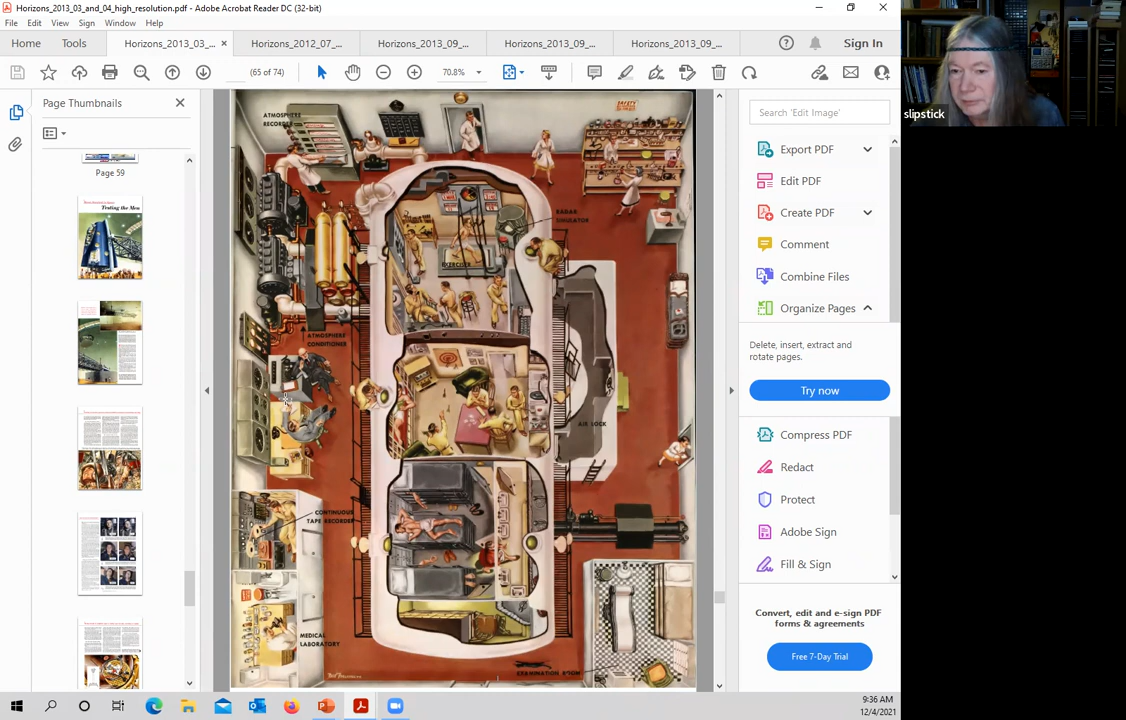 Horizons_2013_03_and_04_high_resolution.pdf - Adobe Acrobat Reader DC (32-bit)
File Edit View Sign Window Help
Home Tools Horizons_2013_03_... × Horizons_2012_07_... Horizons_2013_09_... Horizons_2013_09_... Horizons_2013_09_... Sign In
(65 of 74) 70.8%
slipstick
Page Thumbnails
Page 59
Testing the Men
ATMOSPHERE
RECORDER
SAFETY
RADAR
SIMULATOR
EXERCISER
ATMOSPHERE
CONDITIONER
AIR LOCK
CONTINUOUS
TAPE RECORDER
MEDICAL
LABORATORY
EXAMINATION ROOM
Search 'Edit Image'
Export PDF
Edit PDF
Create PDF
Comment
Combine Files
Organize Pages
Delete, insert, extract and
rotate pages.
Try now
Compress PDF
Redact
Protect
Adobe Sign
Fill & Sign
Convert, edit and e-sign PDF
forms & agreements
Free 7-Day Trial
9:36 AM
12/4/2021